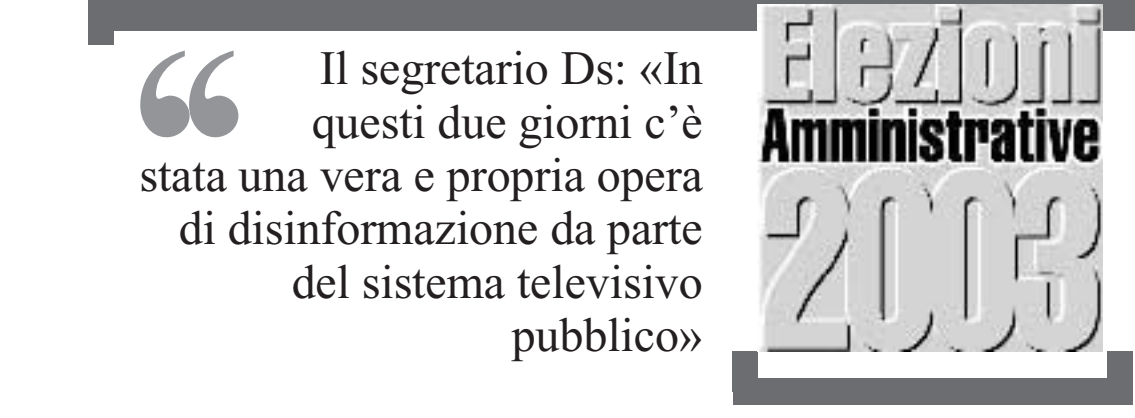 “
Il segretario Ds: «In
questi due giorni c’è
stata una vera e propria opera
di disinformazione da parte
del sistema televisivo
pubblico»
Elezioni
Amministrative
2003